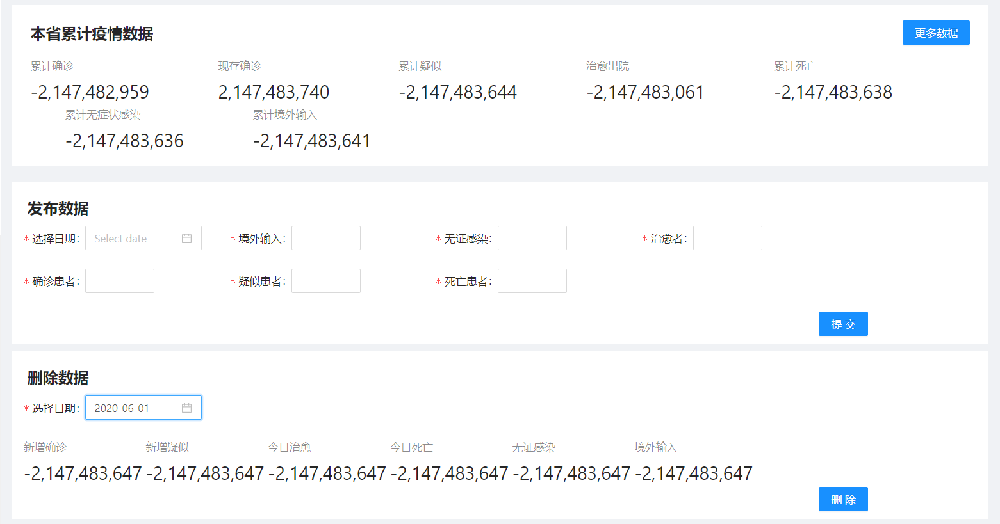 本省累计疫情数据 更多数据
累计确诊 现存确诊 累计疑似 治愈出院 累计死亡
-2,147,482,959 2,147,483,740 -2,147,483,644 -2,147,483,061 -2,147,483,638
累计无症状感染 累计境外输入
-2,147,483,636 -2,147,483,641
发布数据
* 选择日期: Select date * 境外输入: * 无证感染: * 治愈者:
* 确诊患者: * 疑似患者: * 死亡患者:
提 交
删除数据
* 选择日期: 2020-06-01
新增确诊 新增疑似 今日治愈 今日死亡 无证感染 境外输入
-2,147,483,647 -2,147,483,647 -2,147,483,647 -2,147,483,647 -2,147,483,647 -2,147,483,647
删 除